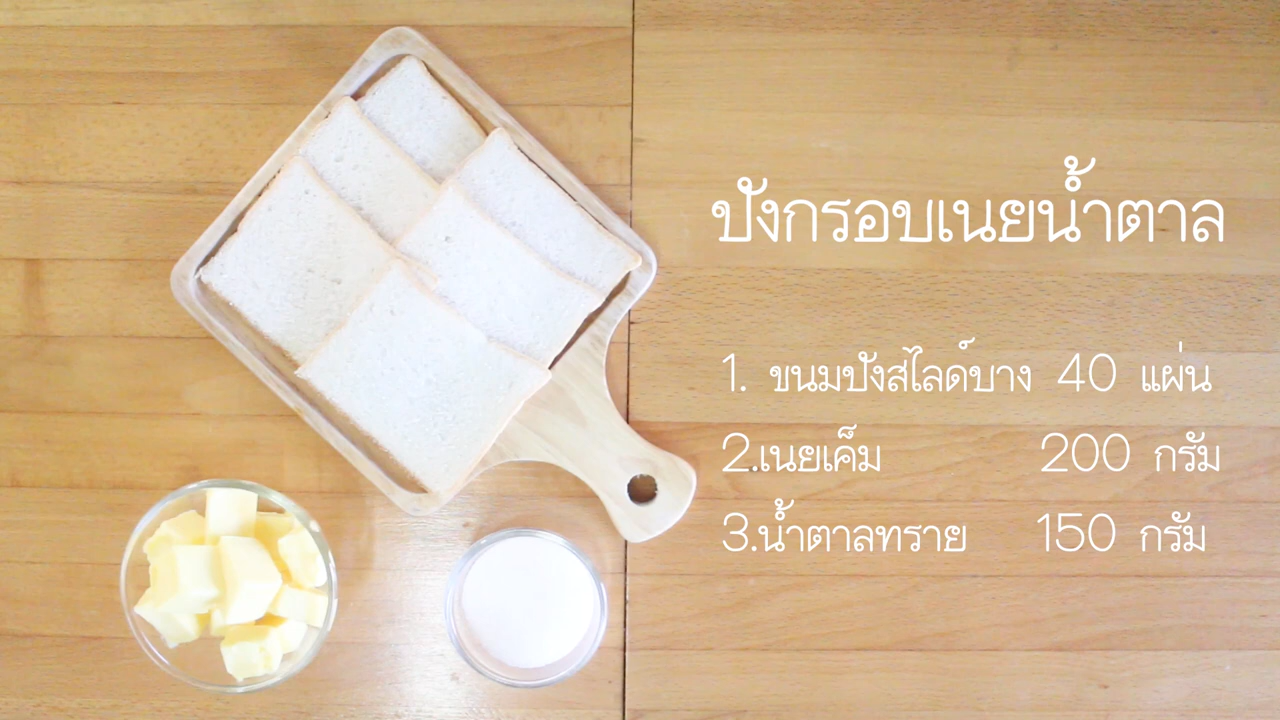 ปังกรอบเนยน้ำตาล
1. ขนมปังสไลด์บาง 40 แผ่น
2.เนยเค็ม 200 กรัม
3.น้ำตาลทราย 150 กรัม